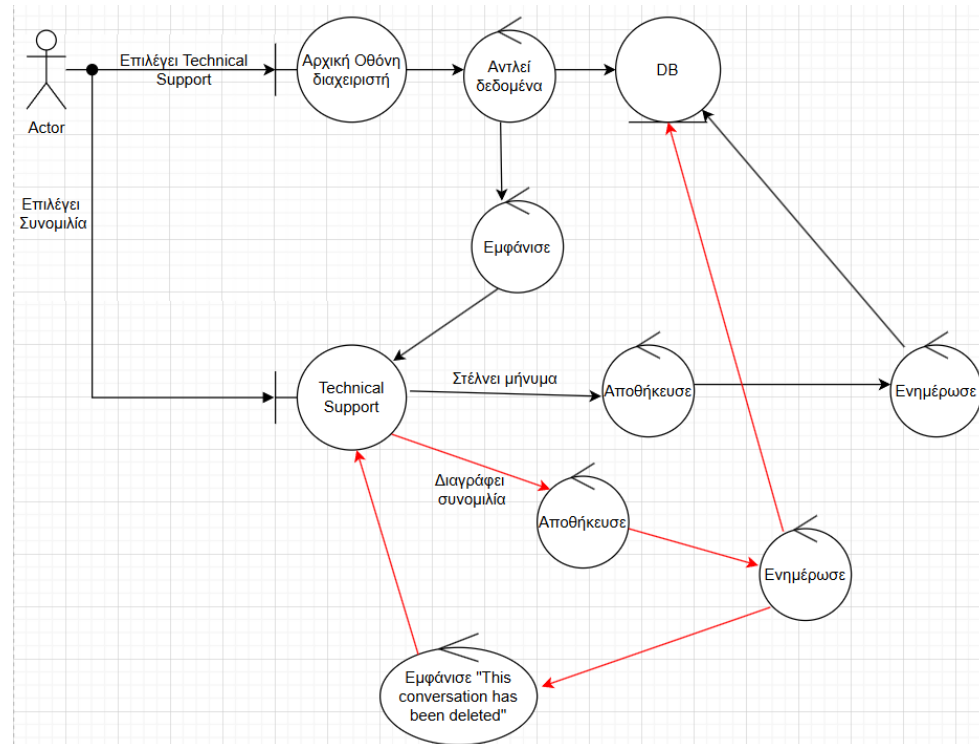 Επιλέγει Technical
Support
Αρχική Οθόνη
διαχειριστή
Αντλεί
δεδομένα
DB
Actor
Επιλέγει
Συνομιλία
Εμφάνισε
Technical
Support
Στέλνει μήνυμα
Αποθήκευσε
Ενημέρωσε
Διαγράφει
συνομιλία
Αποθήκευσε
Ενημέρωσε
Εμφάνισε "This
conversation has
been deleted"